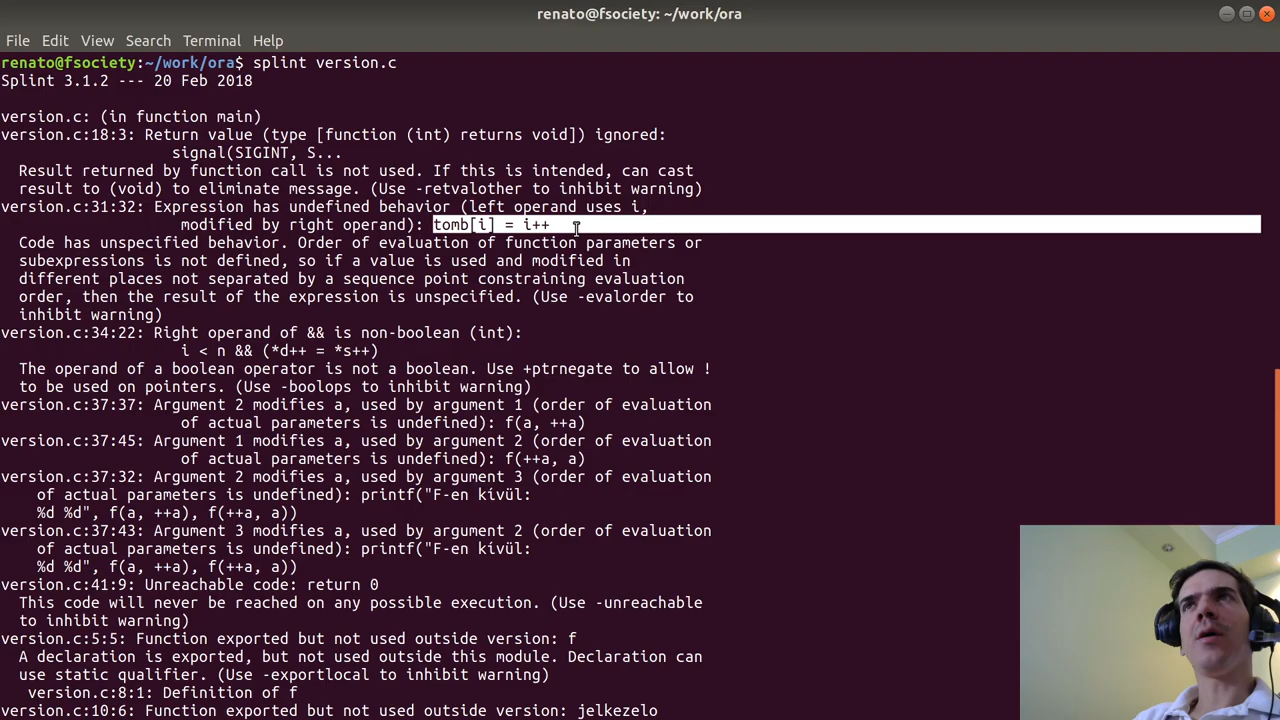 renato@fsociety: ~/work/ora
File Edit View Search Terminal Help
renato@fsociety:~/work/ora$ splint version.c
Splint 3.1.2 --- 20 Feb 2018
version.c: (in function main)
version.c:18:3: Return value (type [function (int) returns void]) ignored:
signal(SIGINT, S...
Result returned by function call is not used. If this is intended, can cast
result to (void) to eliminate message. (Use -retvalother to inhibit warning)
version.c:31:32: Expression has undefined behavior (left operand uses i,
modified by right operand): tomb[i] = i++
Code has unspecified behavior. Order of evaluation of function parameters or
subexpressions is not defined, so if a value is used and modified in
different places not separated by a sequence point constraining evaluation
order, then the result of the expression is unspecified. (Use -evalorder to
inhibit warning)
version.c:34:22: Right operand of && is non-boolean (int):
i < n && (*d++ = *s++)
The operand of a boolean operator is not a boolean. Use +ptrnegate to allow !
to be used on pointers. (Use -boolops to inhibit warning)
version.c:37:37: Argument 2 modifies a, used by argument 1 (order of evaluation
of actual parameters is undefined): f(a, ++a)
version.c:37:45: Argument 1 modifies a, used by argument 2 (order of evaluation
of actual parameters is undefined): f(++a, a)
version.c:37:32: Argument 2 modifies a, used by argument 3 (order of evaluation
of actual parameters is undefined): printf("F-en kívül:
%d %d", f(a, ++a), f(++a, a))
version.c:37:43: Argument 3 modifies a, used by argument 2 (order of evaluation
of actual parameters is undefined): printf("F-en kívül:
%d %d", f(a, ++a), f(++a, a))
version.c:41:9: Unreachable code: return 0
This code will never be reached on any possible execution. (Use -unreachable
to inhibit warning)
version.c:5:5: Function exported but not used outside version: f
A declaration is exported, but not used outside this module. Declaration can
use static qualifier. (Use -exportlocal to inhibit warning)
version.c:8:1: Definition of f
version.c:10:6: Function exported but not used outside version: jelkezelo